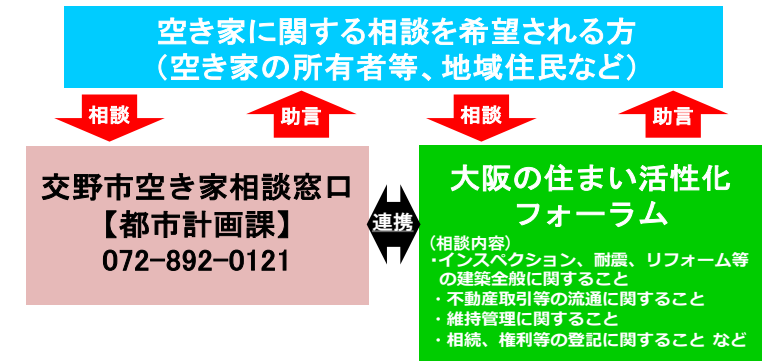 空き家に関する相談を希望される方
（空き家の所有者等、地域住民など）
相談
助言
相談
助言
交野市空き家相談窓口
【都市計画課】
072-892-0121
連携
大阪の住まい活性化
フォーラム
（相談内容）
・インスペクション、耐震、リフォーム等
の建築全般に関すること
・不動産取引等の流通に関すること
・維持管理に関すること
・相続、権利等の登記に関すること など